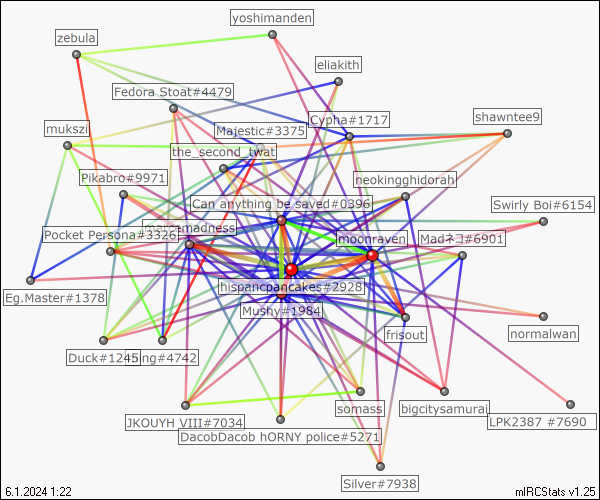 yoshimanden
zebula
eliakith
Fedora Stoat#4479
Cypha#1717
shawntee9
mukszi
Majestic#3375
the_second_twat
Pikabro#9971
neokingghidorah
Can anything be saved#0396
Swirly Boi#6154
Pocket Persona#3326
madness
moonraven
Madネコ#6901
hispancpancakes#2928
Eg.Master#1378
Mushy#1984
normalwan
frisout
Duck#1245
ng#4742
somass
bigcitysamurai
JKOUYH VIII#7034
LPK2387 #7690
DacobDacob hORNY police#5271
Silver#7938
6.1.2024 1:22
mIRCStats v1.25